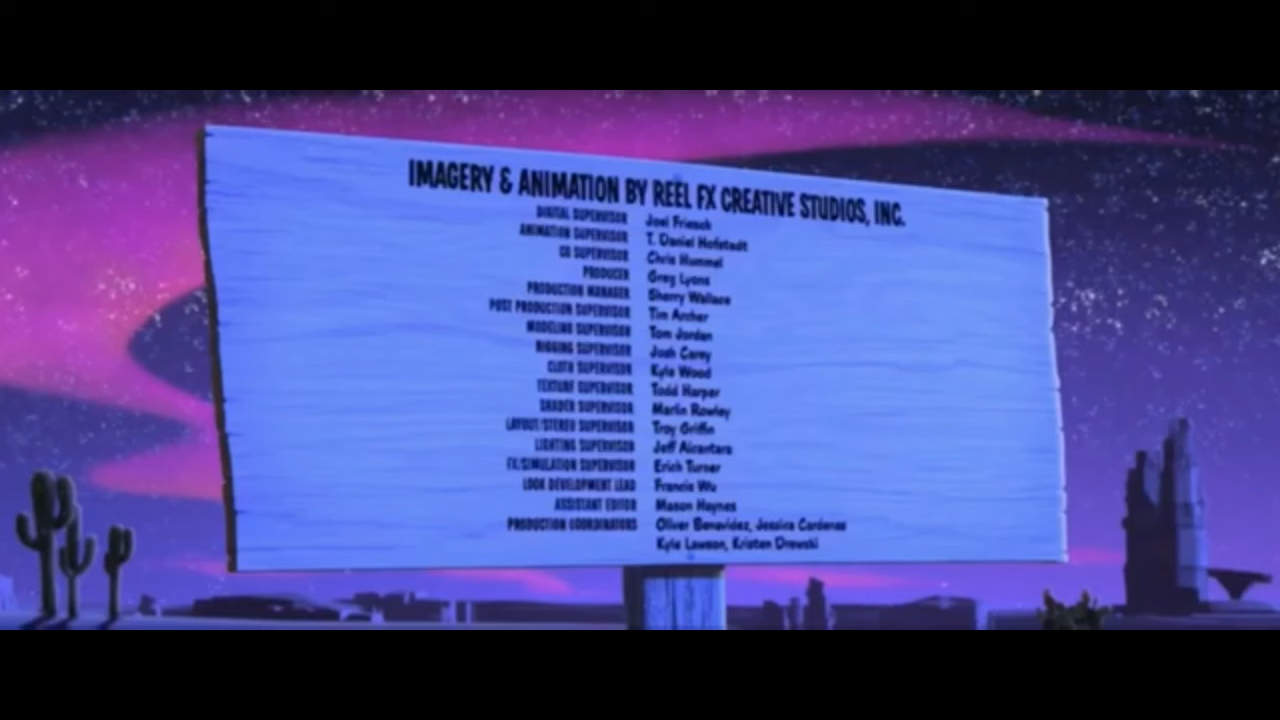 IMAGERY & ANIMATION BY REEL FX CREATIVE STUDIOS, INC.
DIGITAL SUPERVISOR Joel Friesch
ANIMATION SUPERVISOR T. Daniel Hofstedt
CG SUPERVISOR Chris Hummel
PRODUCER Greg Lyons
PRODUCTION MANAGER Sherry Wallace
POST PRODUCTION SUPERVISOR Tim Archer
MODELING SUPERVISOR Tom Jordan
RIGGING SUPERVISOR Josh Carey
CLOTH SUPERVISOR Kyle Wood
TEXTURE SUPERVISOR Todd Harper
SHADER SUPERVISOR Martin Rowley
LAYOUT/STEREO SUPERVISOR Troy Griffin
LIGHTING SUPERVISOR Jeff Alcantara
FX/SIMULATION SUPERVISOR Erich Turner
LOOK DEVELOPMENT LEAD Francis Wu
ASSISTANT EDITOR Mason Haynes
PRODUCTION COORDINATORS Oliver Benavidez, Jessica Cardenas
Kyle Lawson, Kristen Drewski